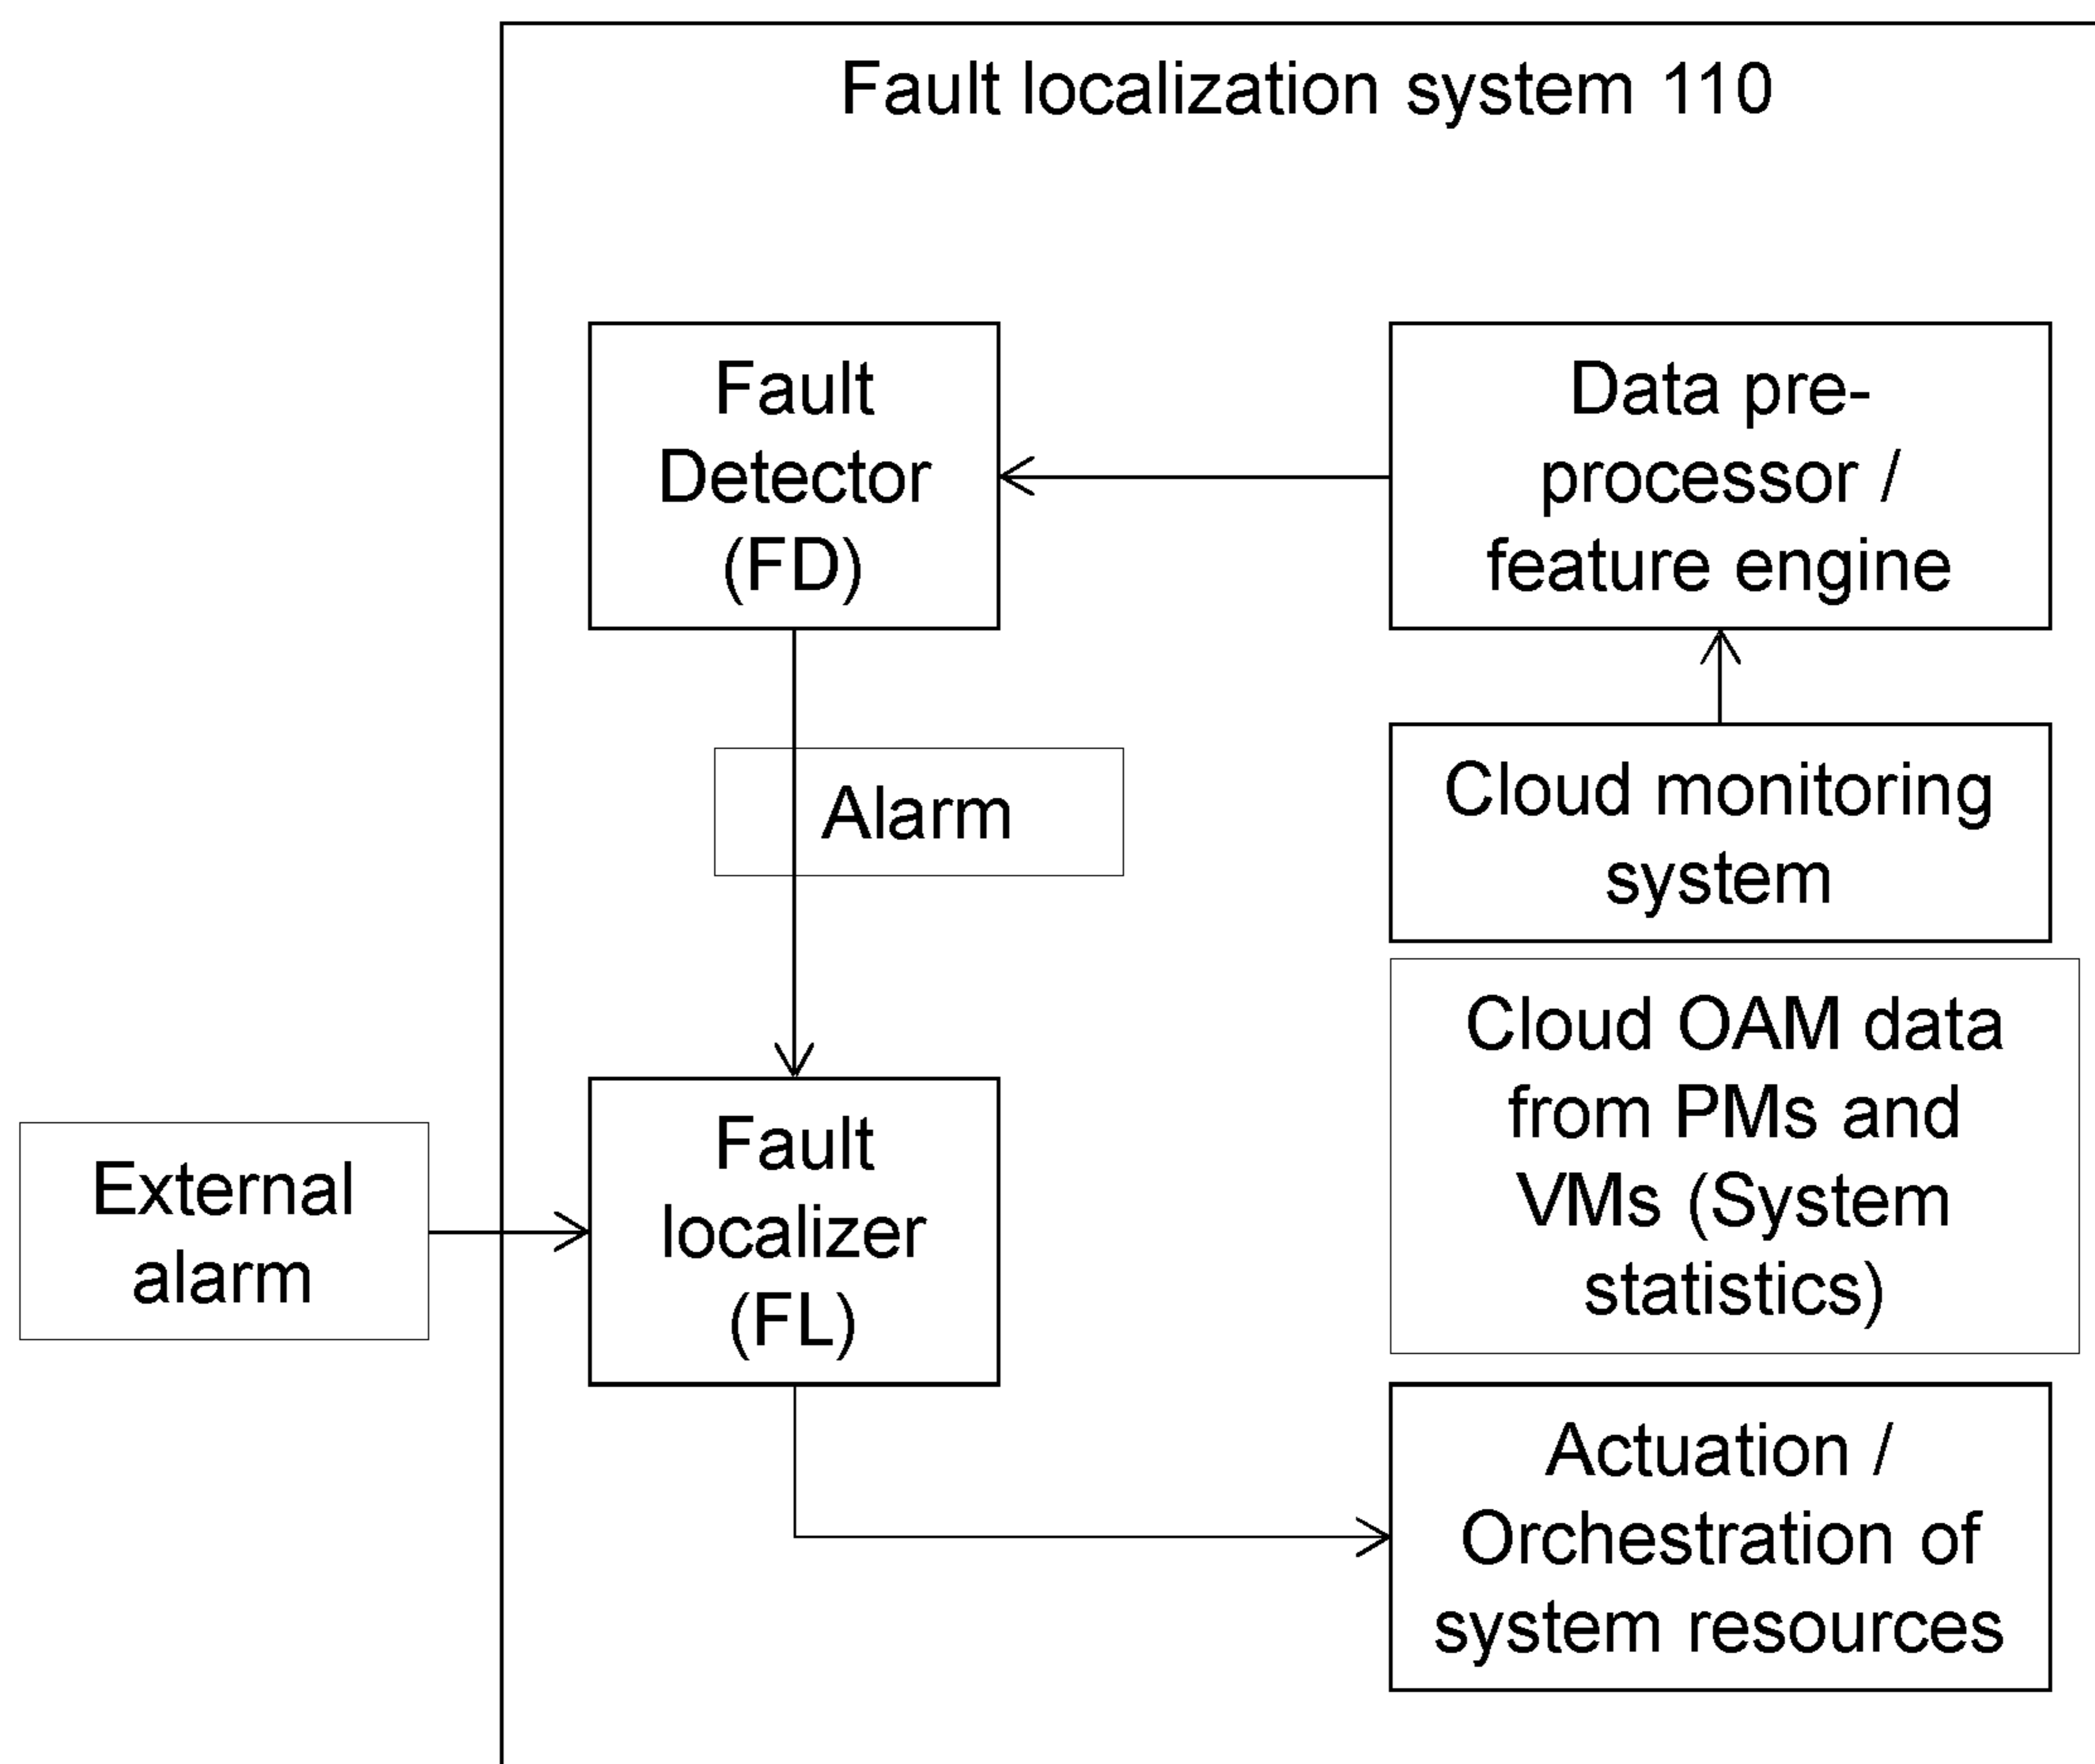 Fault localization system 110
Fault
Detector
(FD)
Data pre-
processor /
feature engine
Alarm
Cloud monitoring
system
Cloud OAM data
from PMs and
VMs (System
statistics)
External
alarm
Fault
localizer
(FL)
Actuation /
Orchestration of
system resources